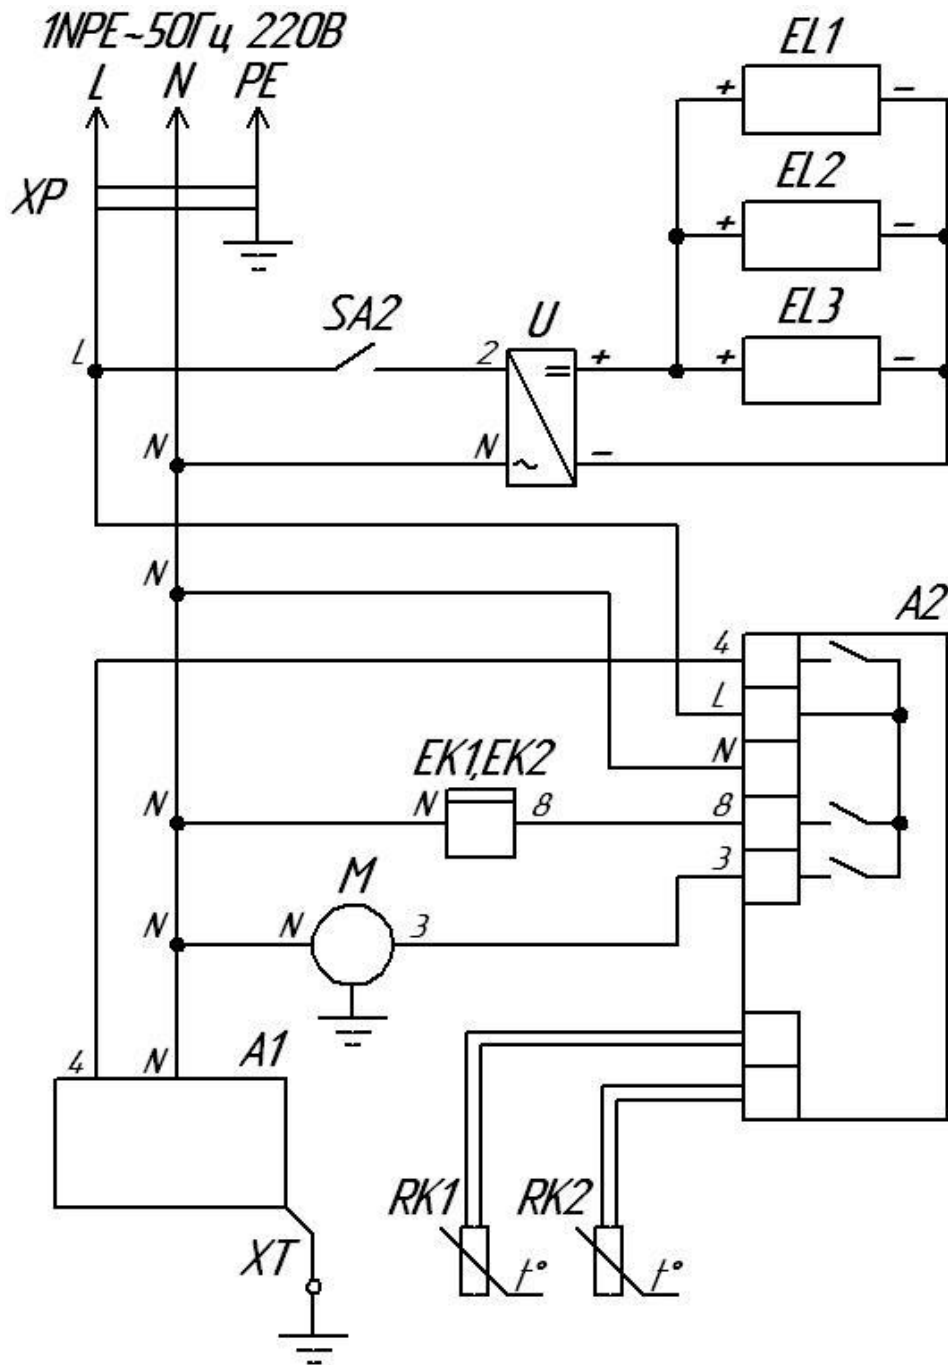 1NPE~50Гц 220В
L N PE
XP
EL1
+ -
EL2
+ -
EL3
+ -
SA2
U
L 2 + -
=
N N ~ -
N
A2
4
L
EK1,EK2
N
N N 8 8
3
M
N N 3
A1
4 N
RK1 RK2
t° t°
XT